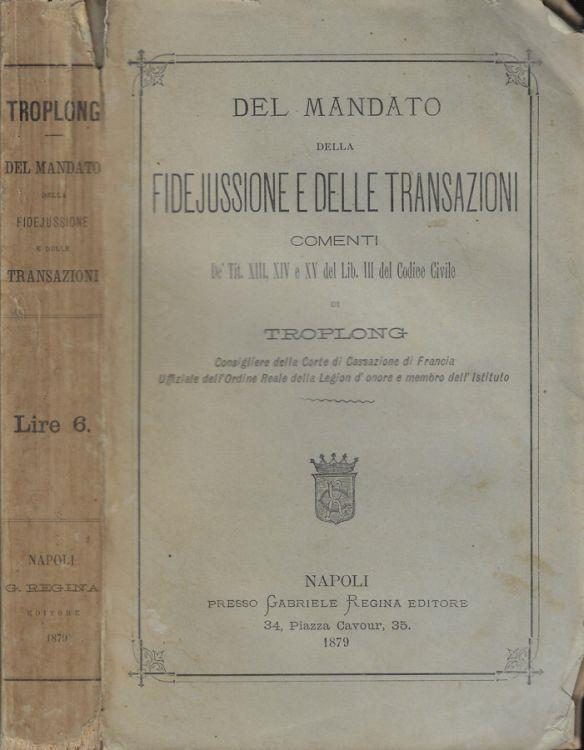 TROPLONG
DEL MANDATO
DELLA
FIDEJUSSIONE
E DELLE
TRANSAZIONI
Lire 6.
NAPOLI
G. REGINA
EDITORE
1879
DEL MANDATO
DELLA
FIDEJUSSIONE E DELLE TRANSAZIONI
COMENTI
De' Tit. XIII, XIV e XV del Lib. III del Codice Civile
DI
TROPLONG
Consigliere della Corte di Cassazione di Francia
Uffiziale dell'Ordine Reale della Legion d'onore e membro dell'Istituto
NAPOLI
PRESSO GABRIELE REGINA EDITORE
34, Piazza Cavour, 35.
1879